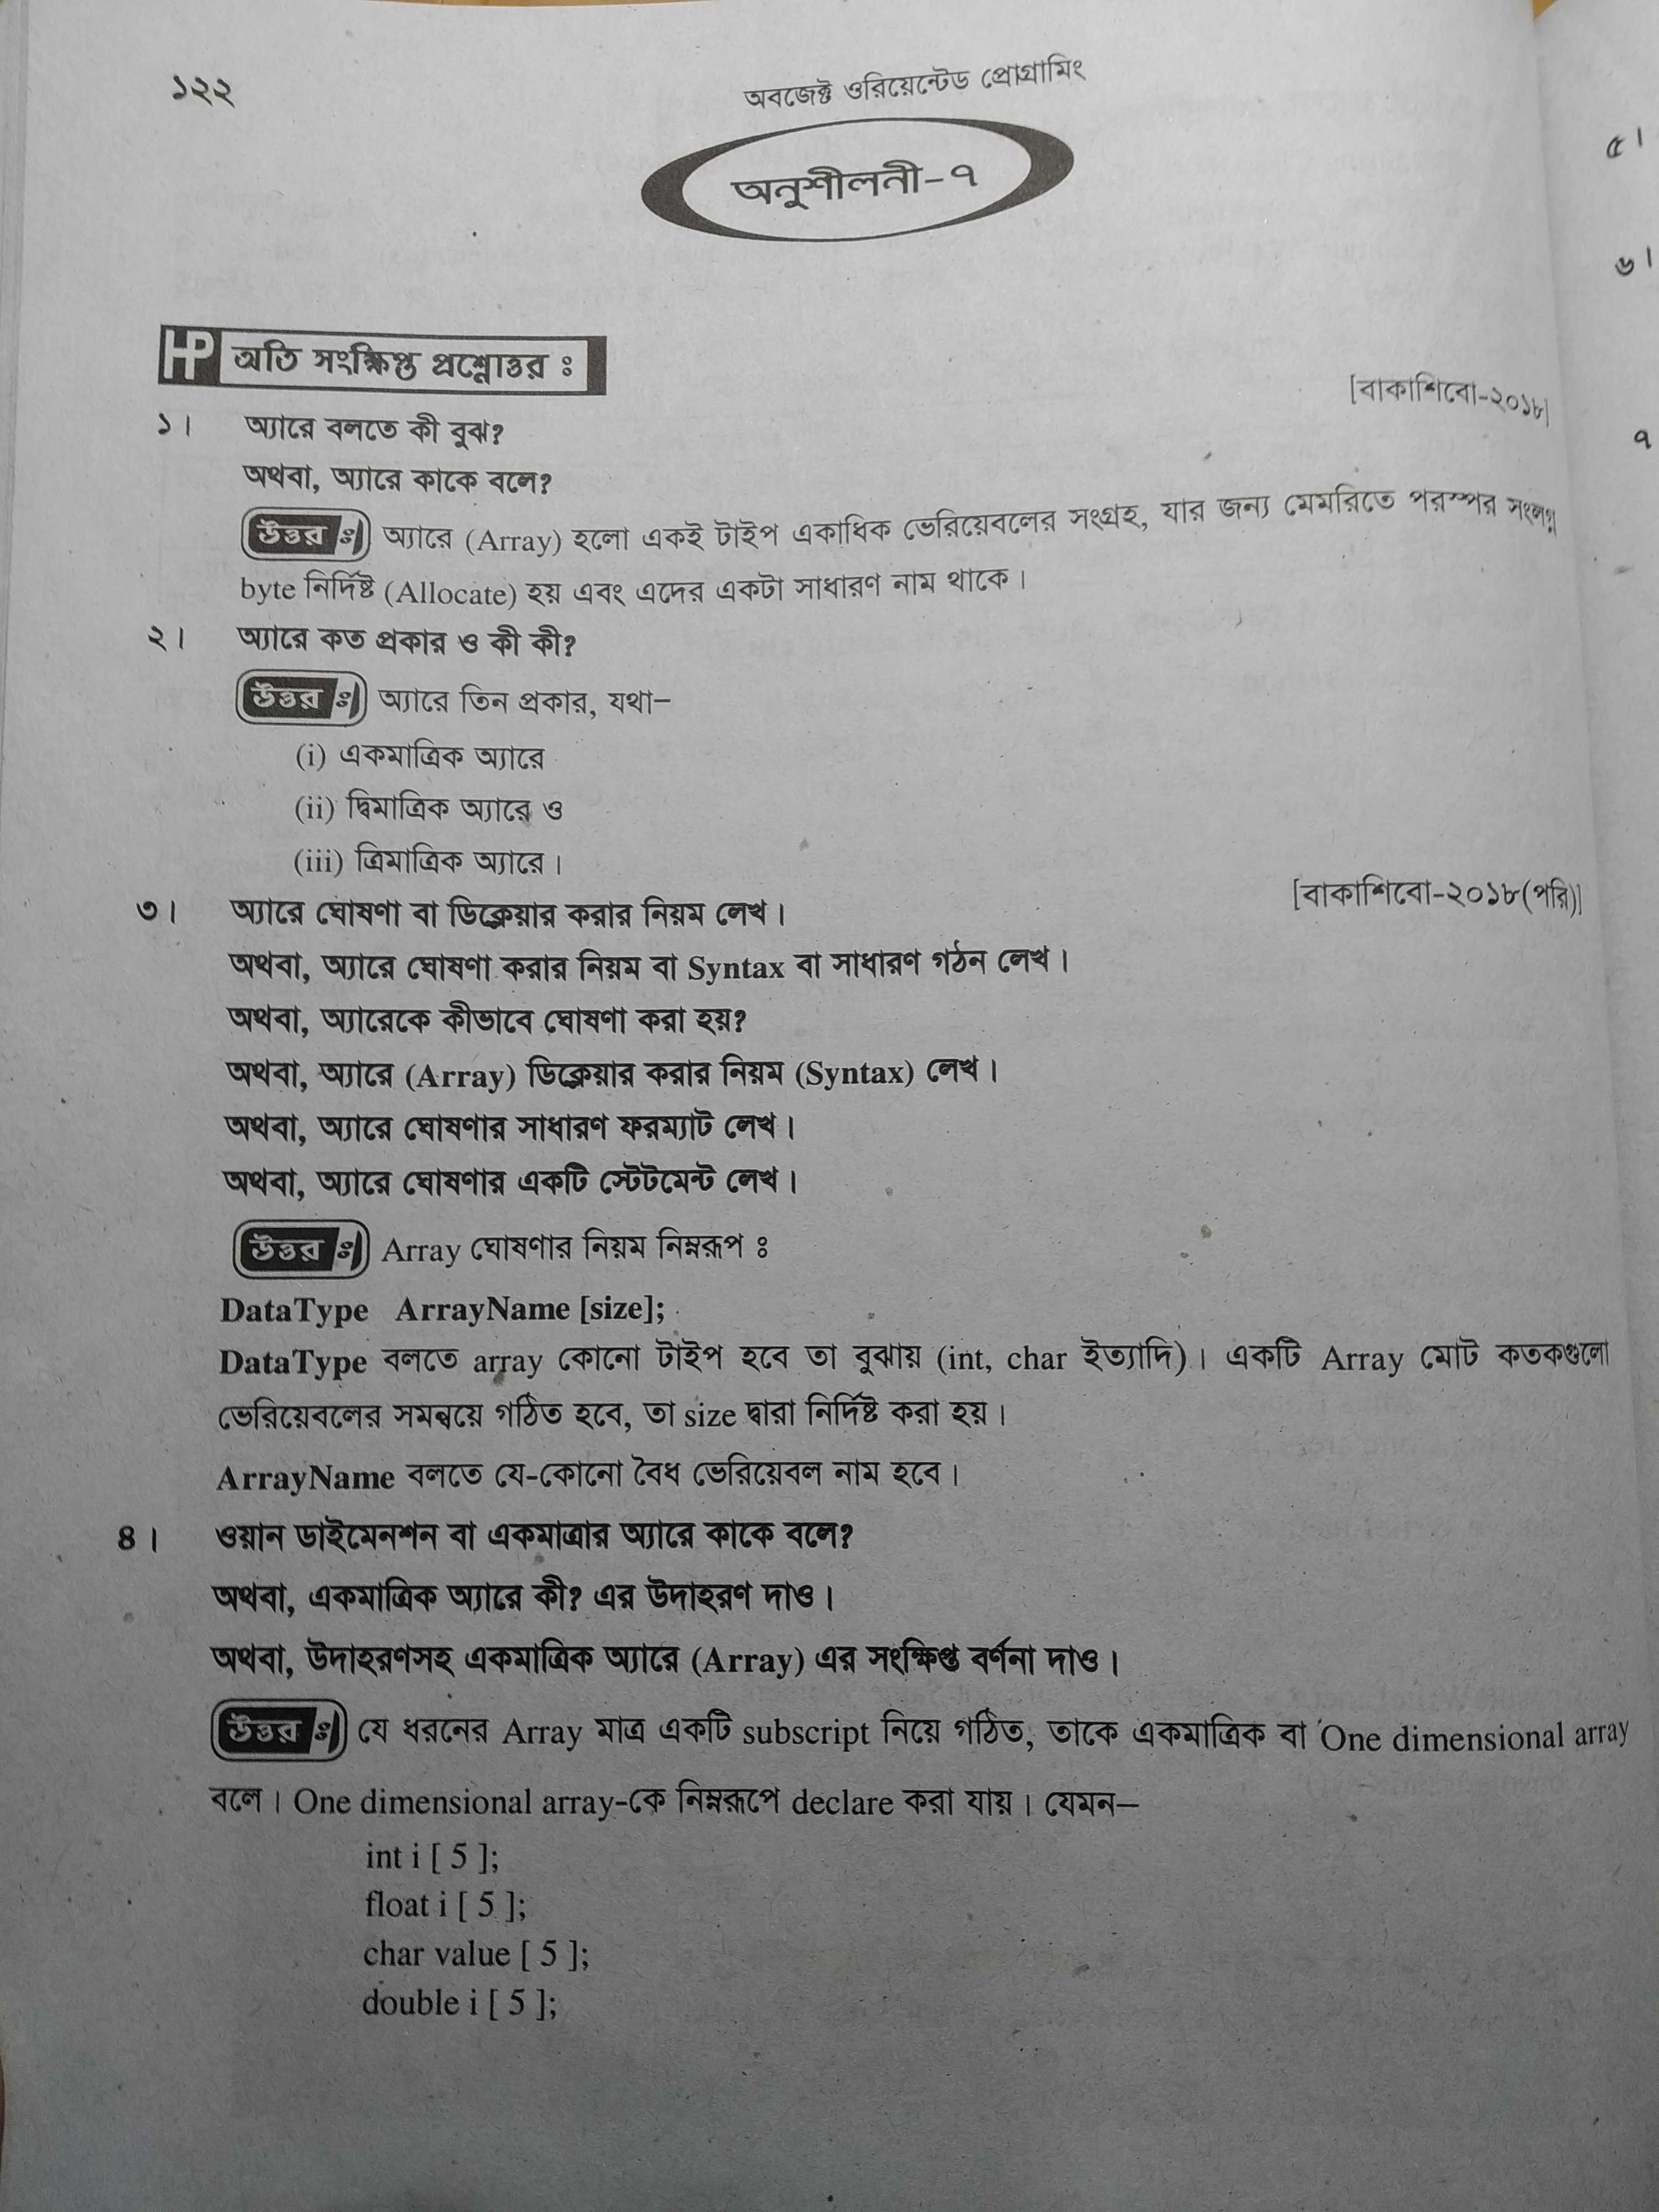 ১২২
অবজেক্ট ওরিয়েন্টেড প্রোগ্রামিং
অনুশীলনী-৭
HP অতি সংক্ষিপ্ত প্রশ্নোত্তর ঃ
[বাকাশিবো-২০১৮]
১। অ্যারে বলতে কী বুঝ?
অথবা, অ্যারে কাকে বলে?
উত্তর ঃ অ্যারে (Array) হলো একই টাইপ একাধিক ভেরিয়েবলের সংগ্রহ, যার জন্য মেমরিতে পরস্পর সংলগ্ন
byte নির্দিষ্ট (Allocate) হয় এবং এদের একটা সাধারণ নাম থাকে।
২। অ্যারে কত প্রকার ও কী কী?
উত্তর ঃ অ্যারে তিন প্রকার, যথা–
(i) একমাত্রিক অ্যারে
(ii) দ্বিমাত্রিক অ্যারে ও
(iii) ত্রিমাত্রিক অ্যারে।
৩। অ্যারে ঘোষণা বা ডিক্লেয়ার করার নিয়ম লেখ। [বাকাশিবো-২০১৮(পরি)]
অথবা, অ্যারে ঘোষণা করার নিয়ম বা Syntax বা সাধারণ গঠন লেখ।
অথবা, অ্যারেকে কীভাবে ঘোষণা করা হয়?
অথবা, অ্যারে (Array) ডিক্লেয়ার করার নিয়ম (Syntax) লেখ।
অথবা, অ্যারে ঘোষণার সাধারণ ফরম্যাট লেখ।
অথবা, অ্যারে ঘোষণার একটি স্টেটমেন্ট লেখ।
উত্তর ঃ Array ঘোষণার নিয়ম নিম্নরূপ ঃ
DataType ArrayName [size];
DataType বলতে array কোনো টাইপ হবে তা বুঝায় (int, char ইত্যাদি)। একটি Array মোট কতকগুলো
ভেরিয়েবলের সমন্বয়ে গঠিত হবে, তা size দ্বারা নির্দিষ্ট করা হয়।
ArrayName বলতে যে-কোনো বৈধ ভেরিয়েবল নাম হবে।
৪। ওয়ান ডাইমেনশন বা একমাত্রার অ্যারে কাকে বলে?
অথবা, একমাত্রিক অ্যারে কী? এর উদাহরণ দাও।
অথবা, উদাহরণসহ একমাত্রিক অ্যারে (Array) এর সংক্ষিপ্ত বর্ণনা দাও।
উত্তর ঃ যে ধরনের Array মাত্র একটি subscript নিয়ে গঠিত, তাকে একমাত্রিক বা One dimensional array
বলে। One dimensional array-কে নিম্নরূপে declare করা যায়। যেমন–
int i [ 5 ];
float i [ 5 ];
char value [ 5 ];
double i [ 5 ];
৫।
৬।
৭